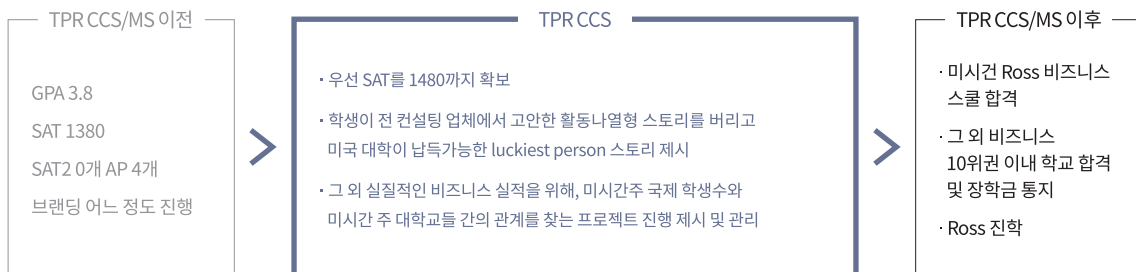 TPR CCS/MS 이전
GPA 3.8
SAT 1380
SAT2 0개 AP 4개
브랜딩 어느 정도 진행
TPR CCS
· 우선 SAT를 1480까지 확보
· 학생이 전 컨설팅 업체에서 고안한 활동나열형 스토리를 버리고
미국 대학이 납득가능한 luckiest person 스토리 제시
· 그 외 실질적인 비즈니스 실적을 위해, 미시간주 국제 학생수와
미시간 주 대학교들 간의 관계를 찾는 프로젝트 진행 제시 및 관리
TPR CCS/MS 이후
· 미시건 Ross 비즈니스
스쿨 합격
· 그 외 비즈니스
10위권 이내 학교 합격
및 장학금 통지
· Ross 진학